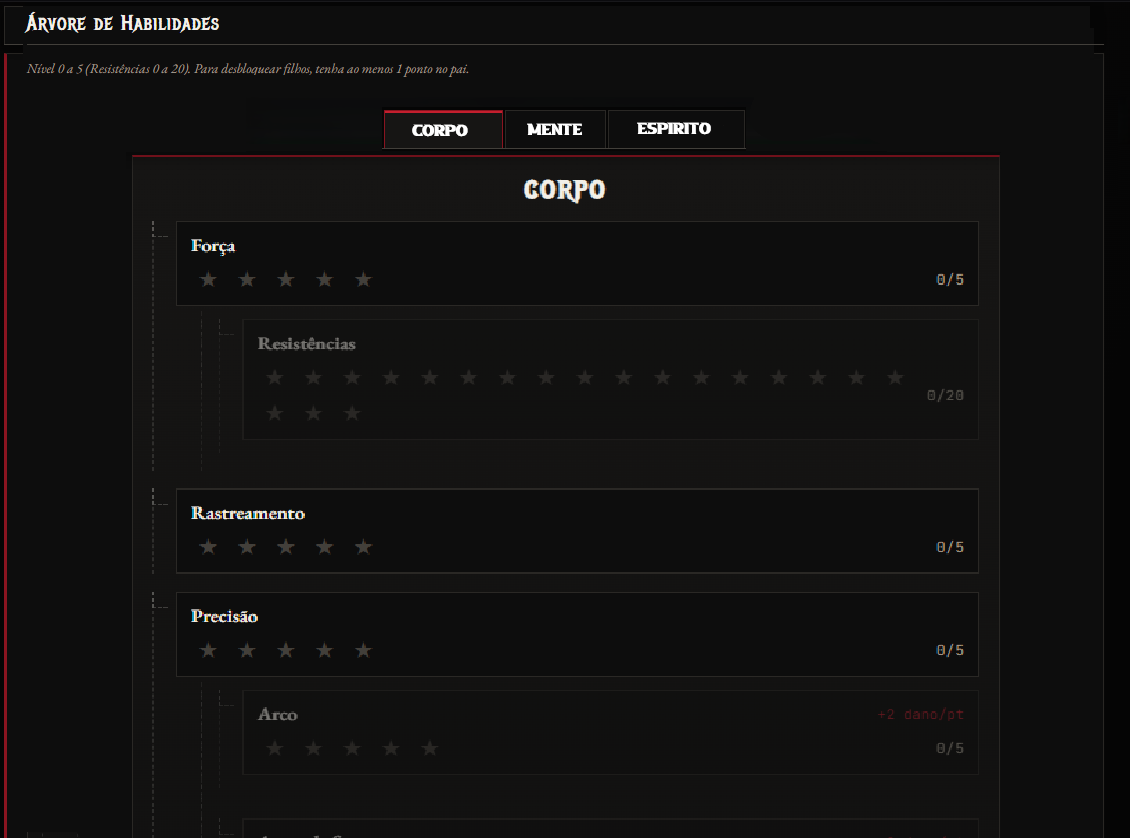 Árvore de Habilidades
Nível 0 a 5 (Resistências 0 a 20). Para desbloquear filhos, tenha ao menos 1 ponto no pai.
CORPO MENTE ESPIRITO
CORPO
Força
★ ★ ★ ★ ★ 0/5
Resistências
★ ★ ★ ★ ★ ★ ★ ★ ★ ★ ★ ★ ★ ★ ★ ★ ★
0/20
★ ★ ★
Rastreamento
★ ★ ★ ★ ★ 0/5
Precisão
★ ★ ★ ★ ★ 0/5
Arco +2 dano/pt
★ ★ ★ ★ ★ 0/5